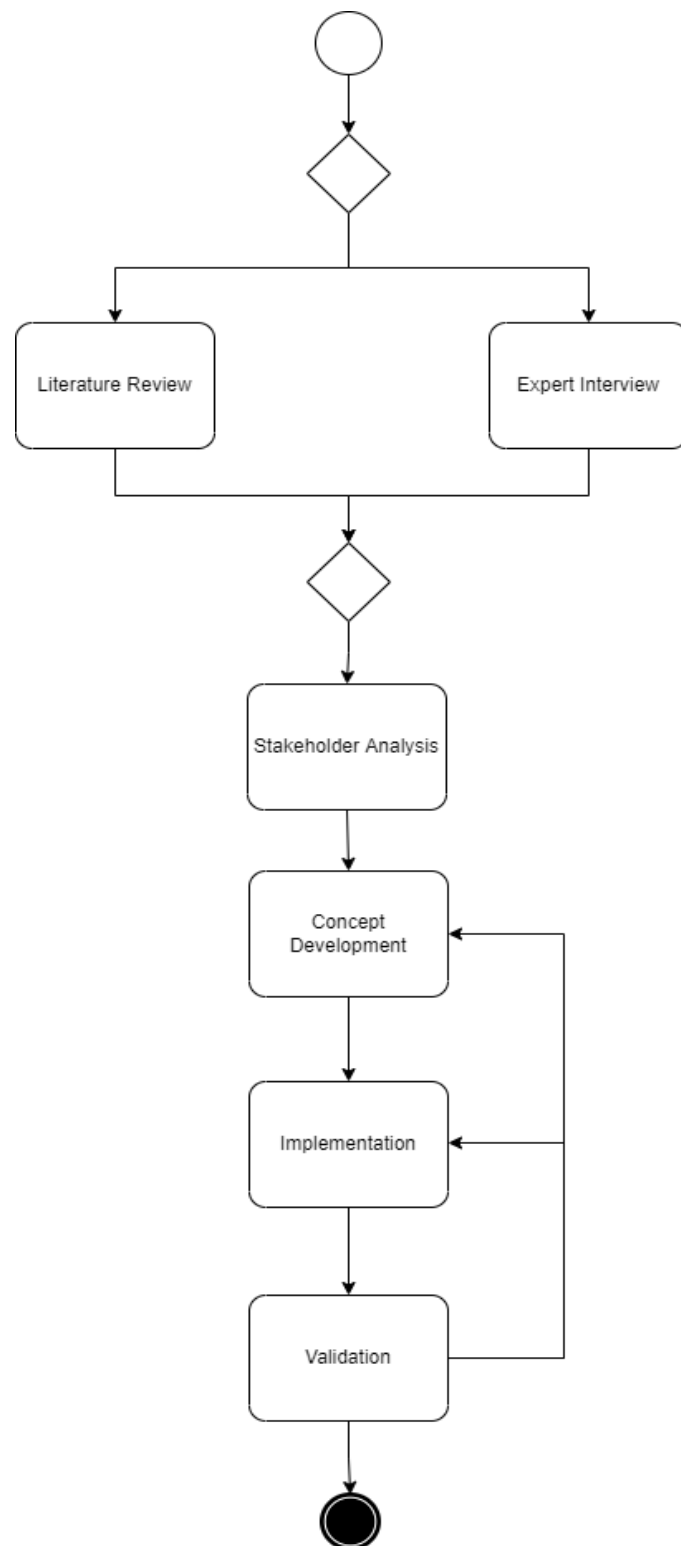 Literature Review
Expert Interview
Stakeholder Analysis
Concept
Development
Implementation
Validation